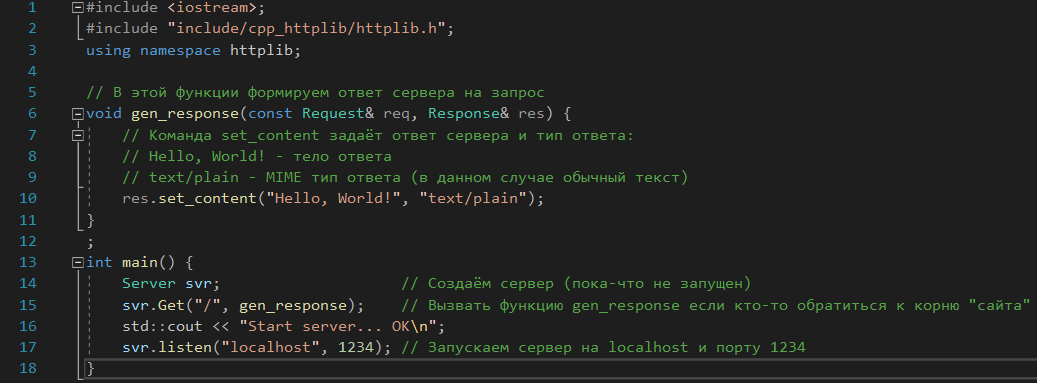 1 #include <iostream>;
2 #include "include/cpp_httplib/httplib.h";
3 using namespace httplib;
4
5 // В этой функции формируем ответ сервера на запрос
6 void gen_response(const Request& req, Response& res) {
7     // Команда set_content задаёт ответ сервера и тип ответа:
8     // Hello, World! - тело ответа
9     // text/plain - MIME тип ответа (в данном случае обычный текст)
10     res.set_content("Hello, World!", "text/plain");
11 }
12 ;
13 int main() {
14     Server svr;                    // Создаём сервер (пока-что не запущен)
15     svr.Get("/", gen_response);    // Вызвать функцию gen_response если кто-то обратиться к корню "сайта"
16     std::cout << "Start server... OK\n";
17     svr.listen("localhost", 1234); // Запускаем сервер на localhost и порту 1234
18 }